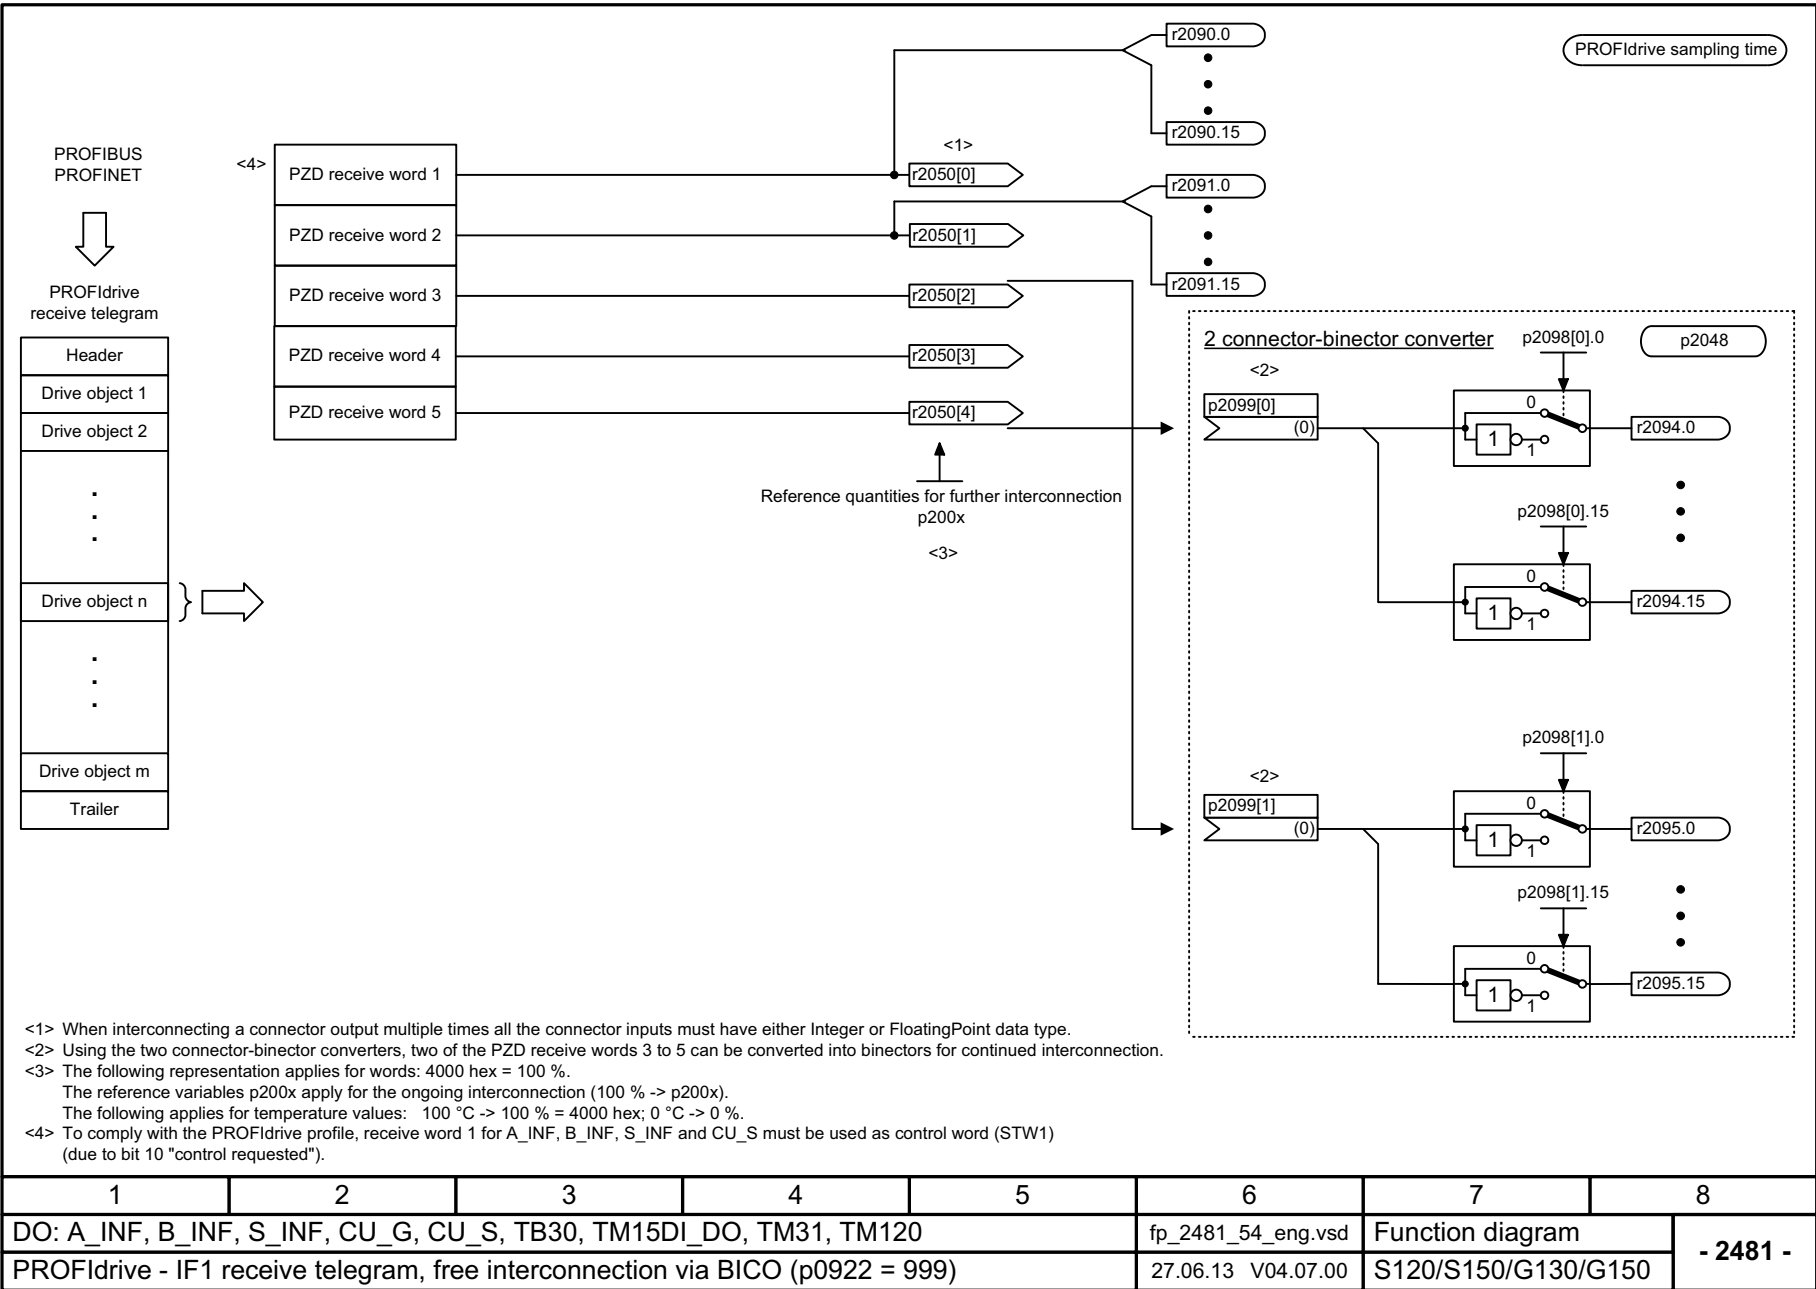 PROFIdrive sampling time
r2090.0
r2090.15
PROFIBUS
PROFINET
PROFIdrive
receive telegram
Header
Drive object 1
Drive object 2
Drive object n
Drive object m
Trailer
<4>
PZD receive word 1
PZD receive word 2
PZD receive word 3
PZD receive word 4
PZD receive word 5
<1>
r2050[0]
r2050[1]
r2050[2]
r2050[3]
r2050[4]
r2091.0
r2091.15
Reference quantities for further interconnection
p200x
<3>
2 connector-binector converter
p2048
<2>
p2099[0]
(0)
p2098[0].0
0
1
1
r2094.0
p2098[0].15
0
1
1
r2094.15
<2>
p2099[1]
(0)
p2098[1].0
0
1
1
r2095.0
p2098[1].15
0
1
1
r2095.15
<1> When interconnecting a connector output multiple times all the connector inputs must have either Integer or FloatingPoint data type.
<2> Using the two connector-binector converters, two of the PZD receive words 3 to 5 can be converted into binectors for continued interconnection.
<3> The following representation applies for words: 4000 hex = 100 %.
The reference variables p200x apply for the ongoing interconnection (100 % -> p200x).
The following applies for temperature values: 100 °C -> 100 % = 4000 hex; 0 °C -> 0 %.
<4> To comply with the PROFIdrive profile, receive word 1 for A_INF, B_INF, S_INF and CU_S must be used as control word (STW1)
(due to bit 10 "control requested").
1 2 3 4 5 6 7 8
DO: A_INF, B_INF, S_INF, CU_G, CU_S, TB30, TM15DI_DO, TM31, TM120
fp_2481_54_eng.vsd
Function diagram
- 2481 -
PROFIdrive - IF1 receive telegram, free interconnection via BICO (p0922 = 999)
27.06.13 V04.07.00
S120/S150/G130/G150